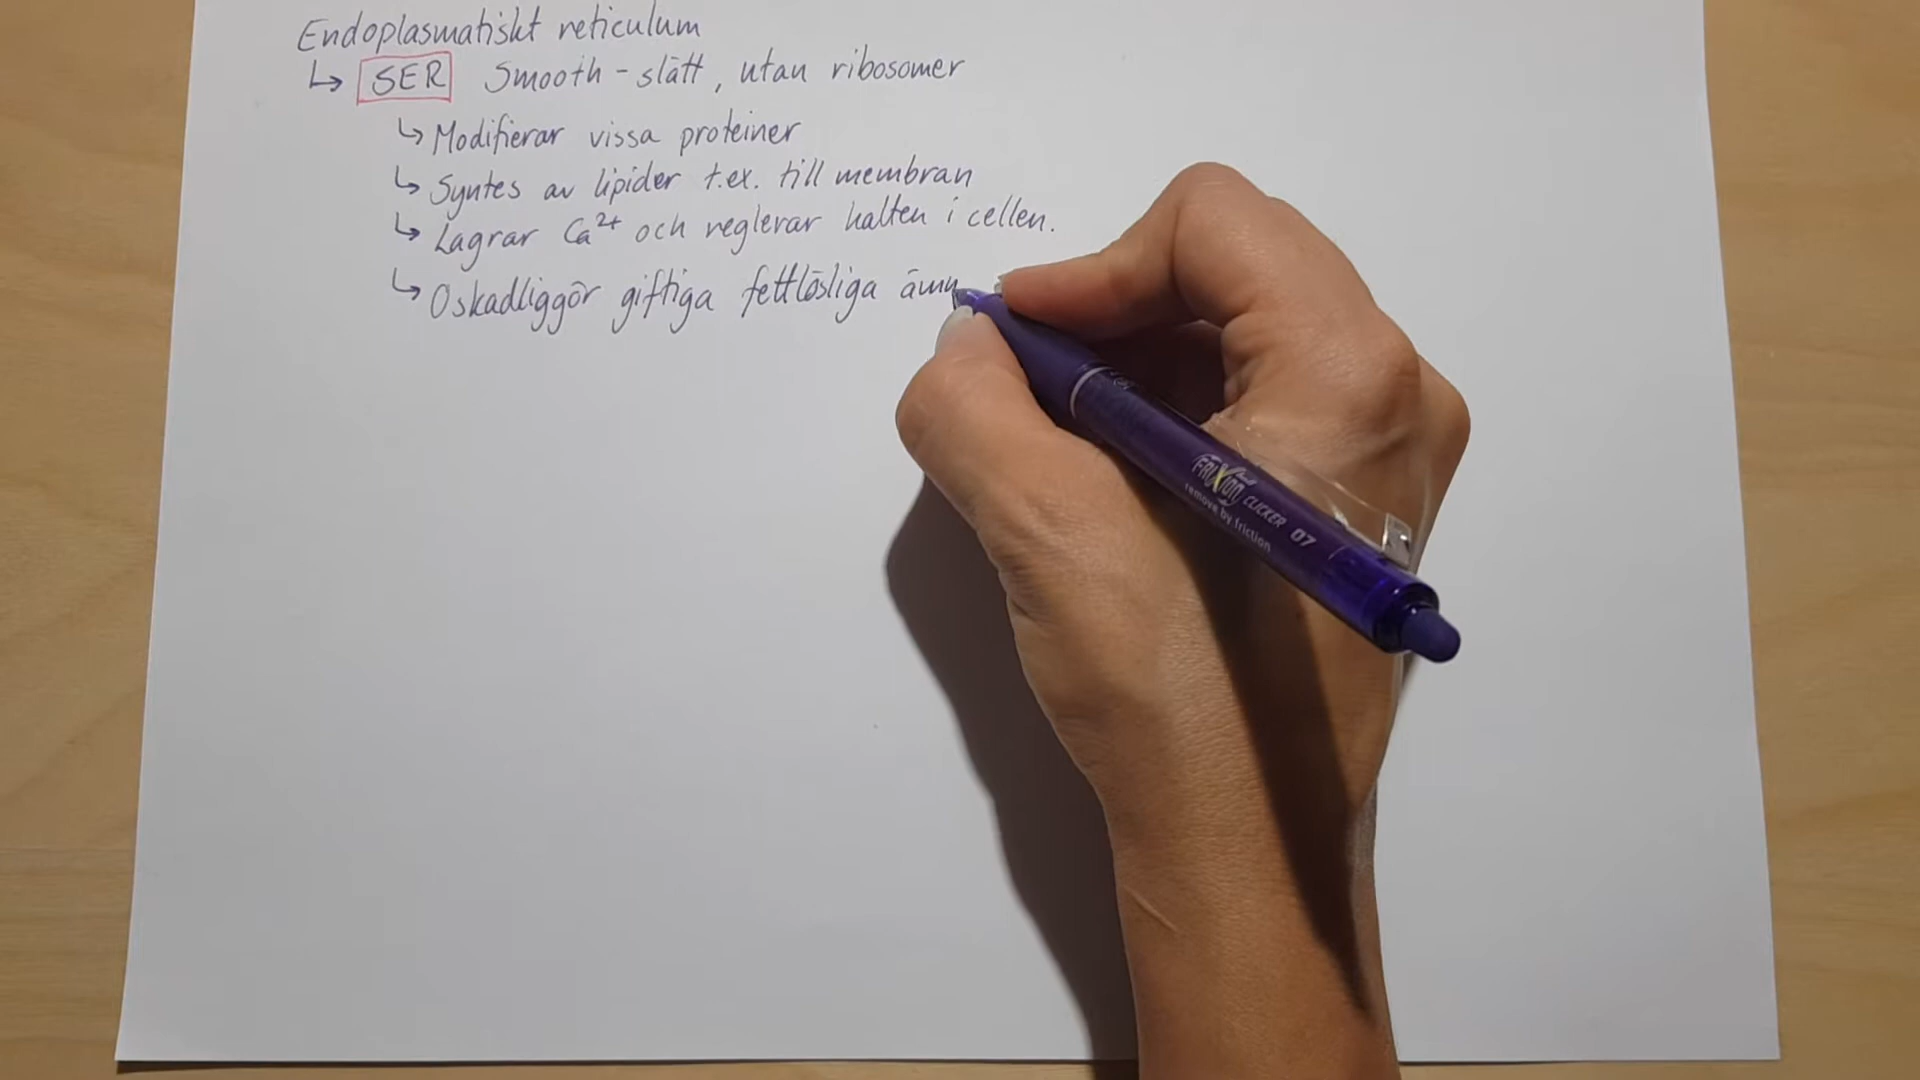 Endoplasmatiskt reticulum
↳ SER Smooth - slätt, utan ribosomer
↳ Modifierar vissa proteiner
↳ Syntes av lipider t.ex. till membran
↳ Lagrar Ca²⁺ och reglerar halten i cellen.
↳ Oskadliggör giftiga fettlösliga ämn
FRIXION CLICKER 07
remove by friction